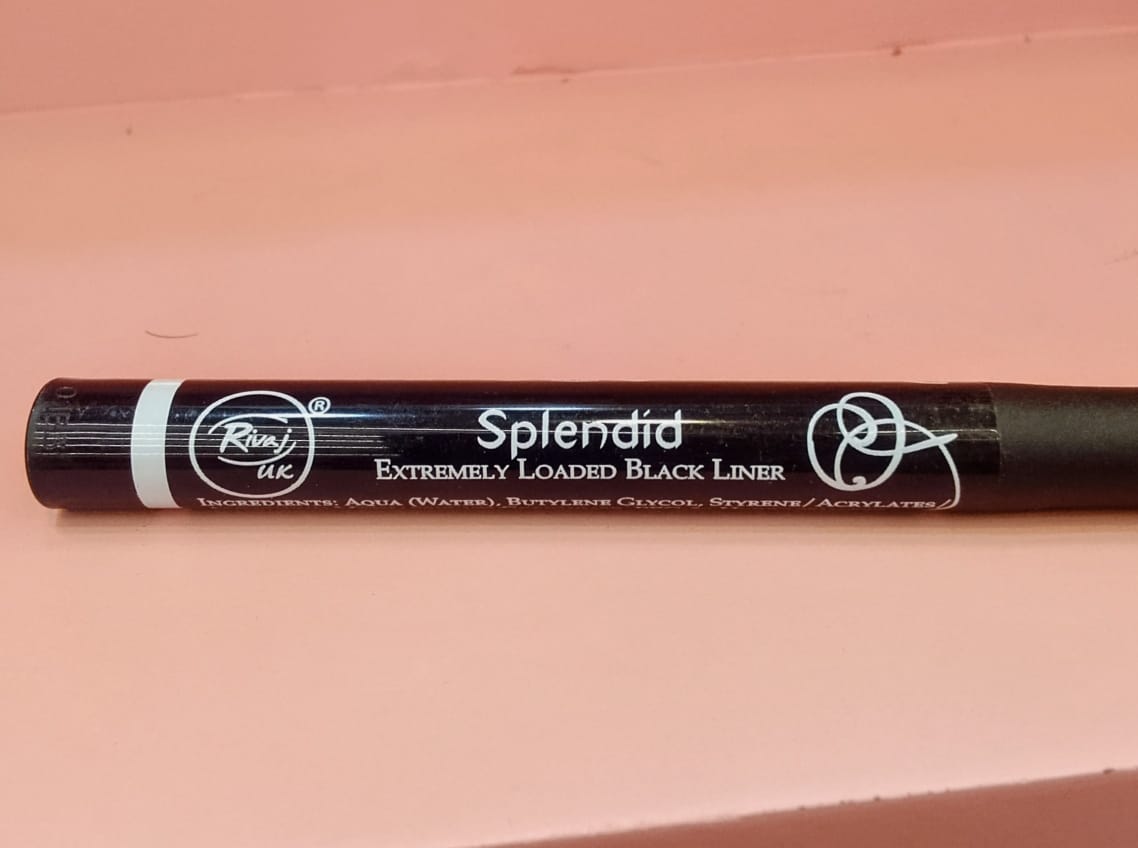 Rivaj
UK
®
Splendid
EXTREMELY LOADED BLACK LINER
INGREDIENTS: AQUA (WATER), BUTYLENE GLYCOL, STYRENE/ACRYLATES/